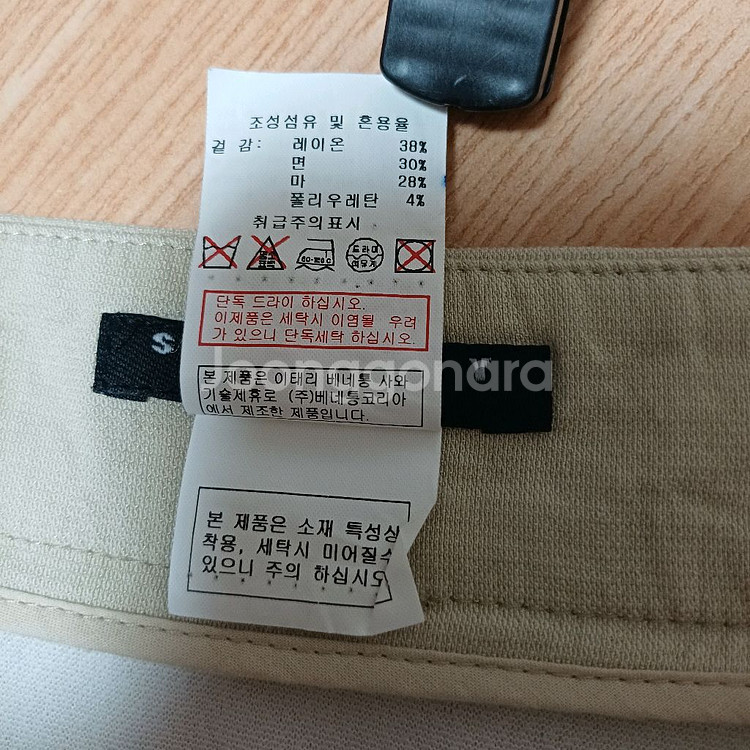 조성섬유 및 혼용율
겉 감: 레이온 38%
면 30%
마 28%
폴리우레탄 4%
취급주의표시
드라이
단독 드라이 하십시오.
이제품은 세탁시 이염될 우려
가 있으니 단독세탁 하십시오.
S
Joonggonara
본 제품은 이태리 베네통 사와
기술제휴로 (주)베네통코리아
에서 제조한 제품입니다.
본 제품은 소재 특성상
착용, 세탁시 미어질수
있으니 주의 하십시오